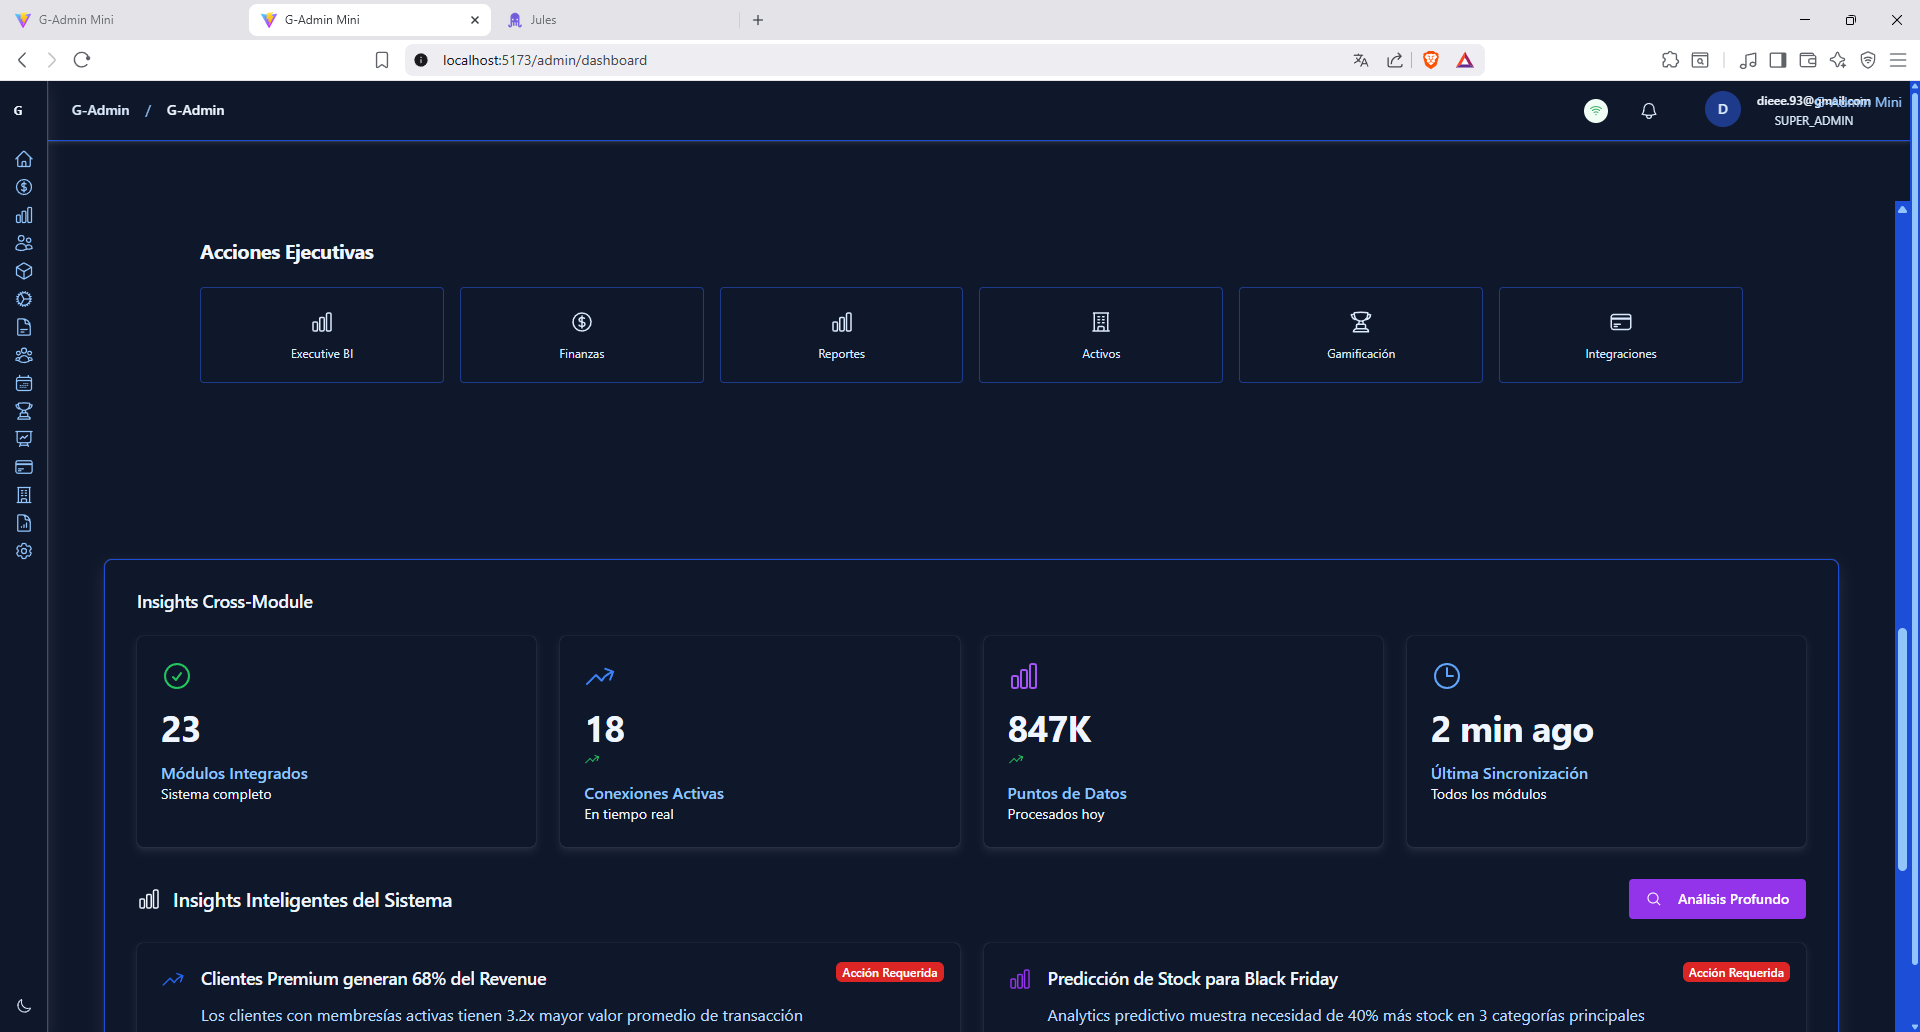 G-Admin Mini
G-Admin Mini
Jules
localhost:5173/admin/dashboard
G
G-Admin / G-Admin
D
dieee.93@gmail.com
G-Admin Mini
SUPER_ADMIN
Acciones Ejecutivas
Executive BI
Finanzas
Reportes
Activos
Gamificación
Integraciones
Insights Cross-Module
23
Módulos Integrados
Sistema completo
18
Conexiones Activas
En tiempo real
847K
Puntos de Datos
Procesados hoy
2 min ago
Última Sincronización
Todos los módulos
Insights Inteligentes del Sistema
Análisis Profundo
Clientes Premium generan 68% del Revenue
Acción Requerida
Los clientes con membresías activas tienen 3.2x mayor valor promedio de transacción
Predicción de Stock para Black Friday
Acción Requerida
Analytics predictivo muestra necesidad de 40% más stock en 3 categorías principales